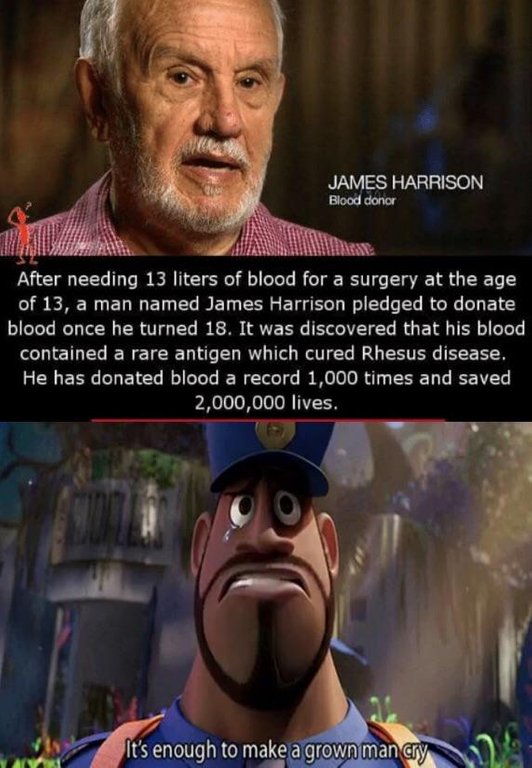 JAMES HARRISON
Blood donor
After needing 13 liters of blood for a surgery at the age
of 13, a man named James Harrison pledged to donate
blood once he turned 18. It was discovered that his blood
contained a rare antigen which cured Rhesus disease.
He has donated blood a record 1,000 times and saved
2,000,000 lives.
It's enough to make a grown man cry